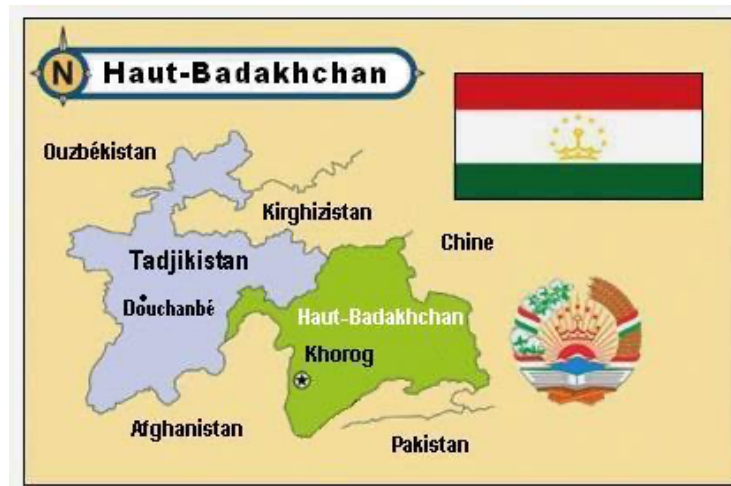 N
Haut-Badakhchan
Ouzbékistan
Kirghizistan
Chine
Tadjikistan
Douchanbé
Haut-Badakhchan
Khorog
Afghanistan
Pakistan